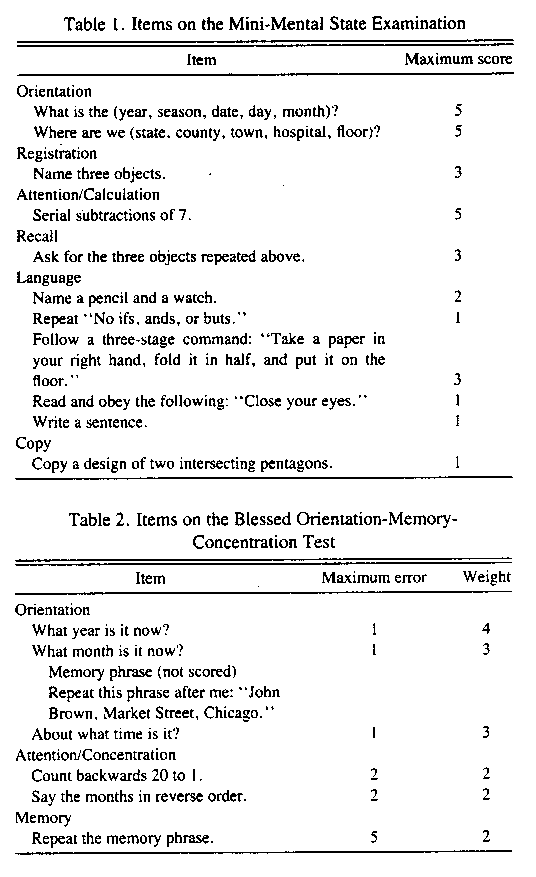 Table 1. Items on the Mini-Mental State Examination
Item Maximum score
Orientation
What is the (year, season, date, day, month)? 5
Where are we (state, county, town, hospital, floor)? 5
Registration
Name three objects. 3
Attention/Calculation
Serial subtractions of 7. 5
Recall
Ask for the three objects repeated above. 3
Language
Name a pencil and a watch. 2
Repeat “No ifs, ands, or buts.” 1
Follow a three-stage command: “Take a paper in
your right hand, fold it in half, and put it on the
floor.” 3
Read and obey the following: “Close your eyes.” 1
Write a sentence. 1
Copy
Copy a design of two intersecting pentagons. 1
Table 2. Items on the Blessed Orientation-Memory-
Concentration Test
Item Maximum error Weight
Orientation
What year is it now? 1 4
What month is it now? 1 3
Memory phrase (not scored)
Repeat this phrase after me: “John
Brown, Market Street, Chicago.”
About what time is it? 1 3
Attention/Concentration
Count backwards 20 to 1. 2 2
Say the months in reverse order. 2 2
Memory
Repeat the memory phrase. 5 2